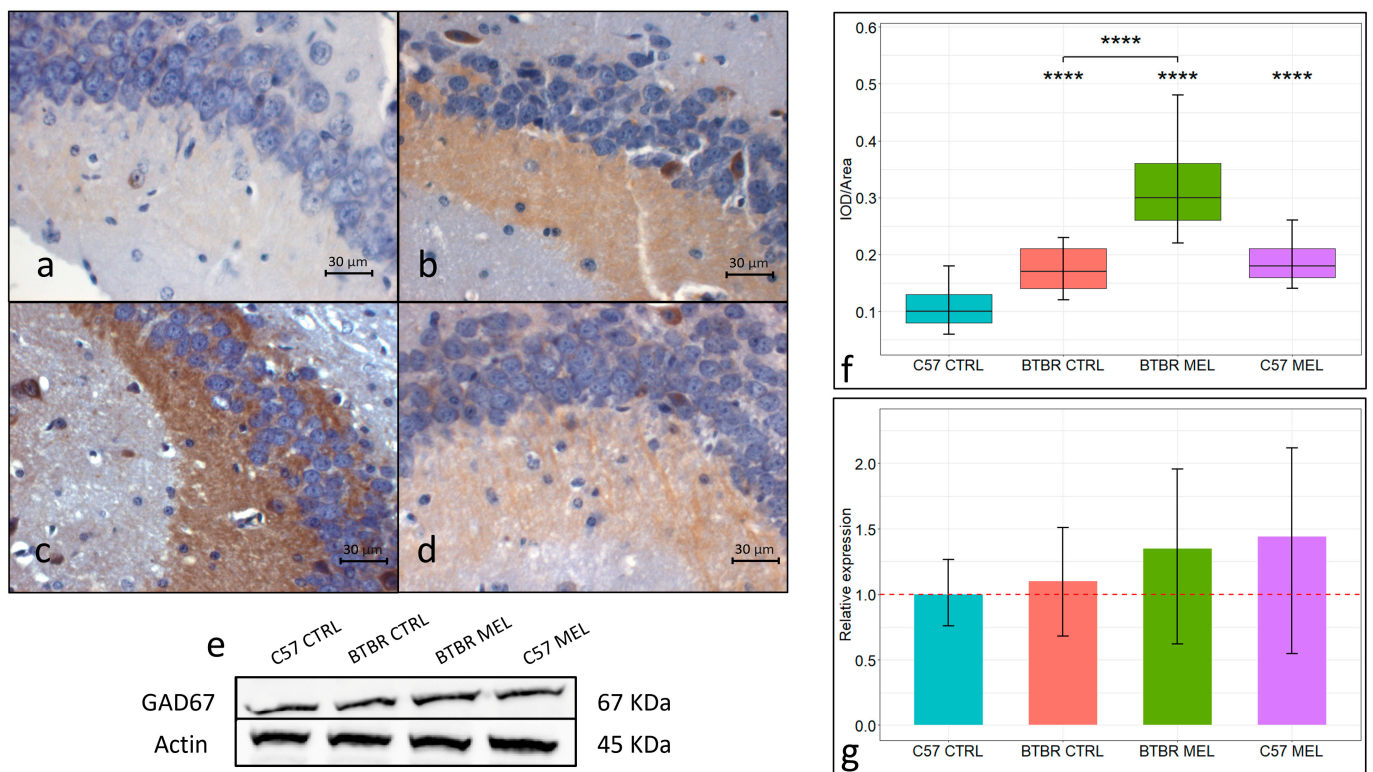 a
30 µm
b
30 µm
c
30 µm
d
30 µm
e
C57 CTRL
BTBR CTRL
BTBR MEL
C57 MEL
GAD67
67 KDa
Actin
45 KDa
f
IOD/Area
0.6
0.5
0.4
0.3
0.2
0.1
****
**** **** ****
C57 CTRL BTBR CTRL BTBR MEL C57 MEL
g
Relative expression
2.0
1.5
1.0
0.5
0.0
C57 CTRL BTBR CTRL BTBR MEL C57 MEL